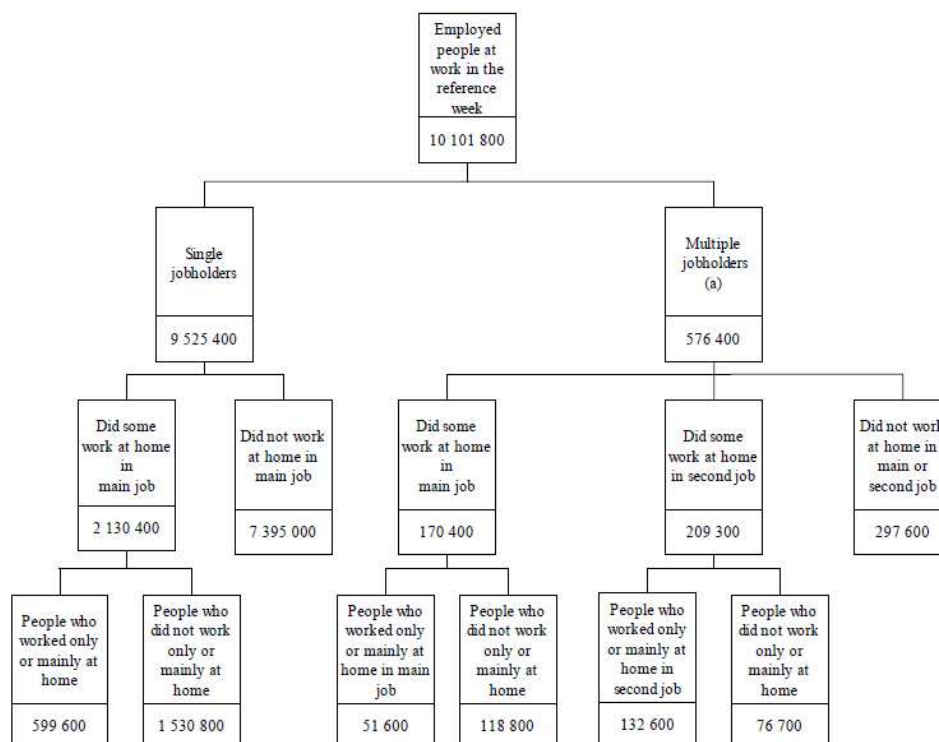 Employed
people at
work in the
reference
week
10 101 800
Single
jobholders
9 525 400
Multiple
jobholders
(a)
576 400
Did some
work at home
in
main job
2 130 400
Did not work
at home in
main job
7 395 000
Did some
work at home
in
main job
170 400
Did some
work at home
in second job
209 300
Did not work
at home in
main or
second job
297 600
People who
worked only
or mainly at
home
599 600
People who
did not work
only or
mainly at
home
1 530 800
People who
worked only
or mainly at
home in main
job
51 600
People who
did not work
only or
mainly at
home
118 800
People who
worked only
or mainly at
home in
second job
132 600
People who
did not work
only or
mainly at
home
76 700